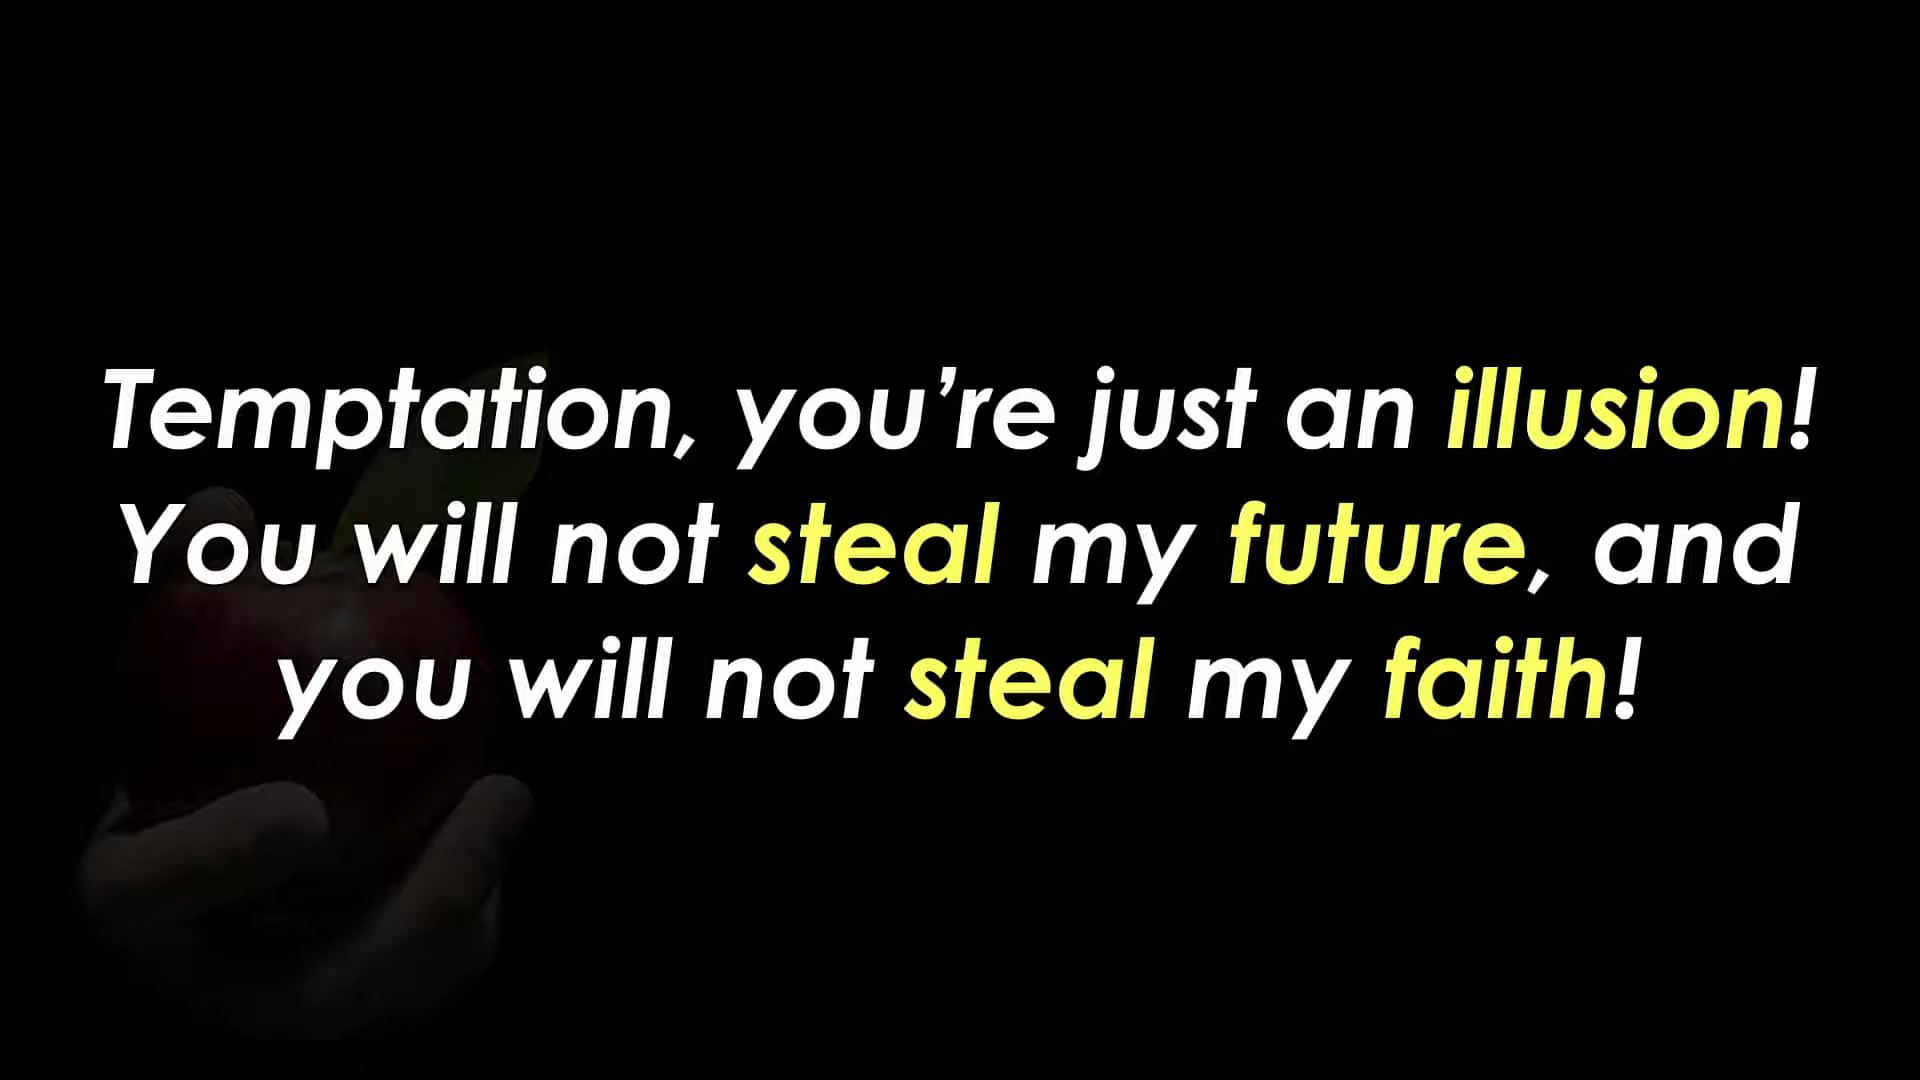 Temptation, you’re just an illusion!
You will not steal my future, and
you will not steal my faith!